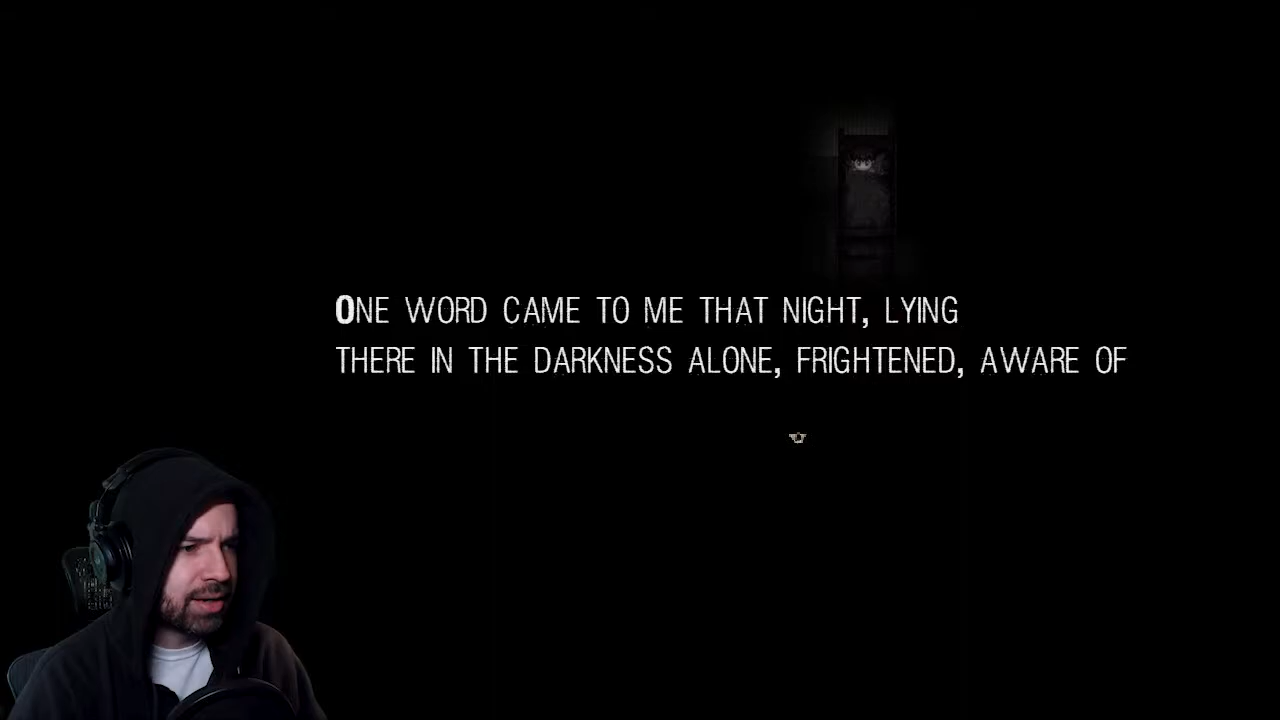 ONE WORD CAME TO ME THAT NIGHT, LYING
THERE IN THE DARKNESS ALONE, FRIGHTENED, AWARE OF